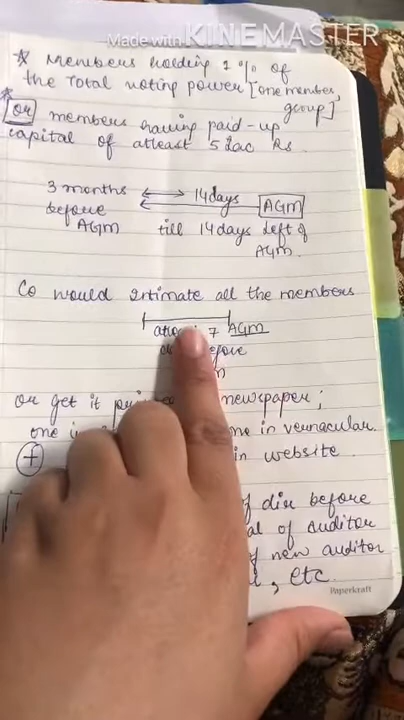 Made with KINEMASTER
* Members holding 1% of
the Total voting power [one member,
group]
* or members having paid-up
capital of atleast 5 Lac Rs
3 months ↔ 14 days AGM
before
AGM till 14 days left of
AGM.
Co would intimate all the members
7 AGM
or get it newspaper;
one in vernacular.
+ in website
of dir before
of auditor
of new auditor
, etc
Paperkraft